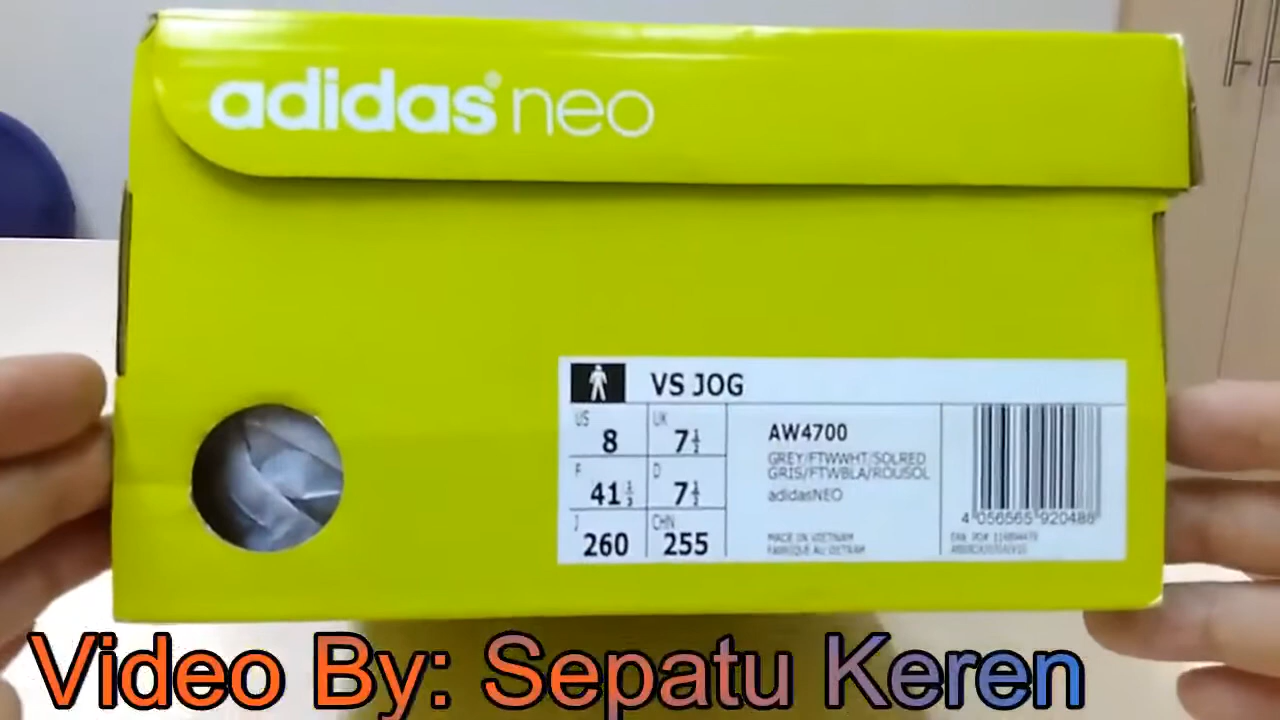 adidas® neo
VS JOG
US 8 UK 7½
F 41⅓ D 7½
J 260 CHN 255
AW4700
GREY/FTWWHT/SOLRED
GRIS/FTWBLA/ROUSOL
adidasNEO
MADE IN VIETNAM
FABRIQUE AU VIETNAM
4 056565 920486
Video By: Sepatu Keren